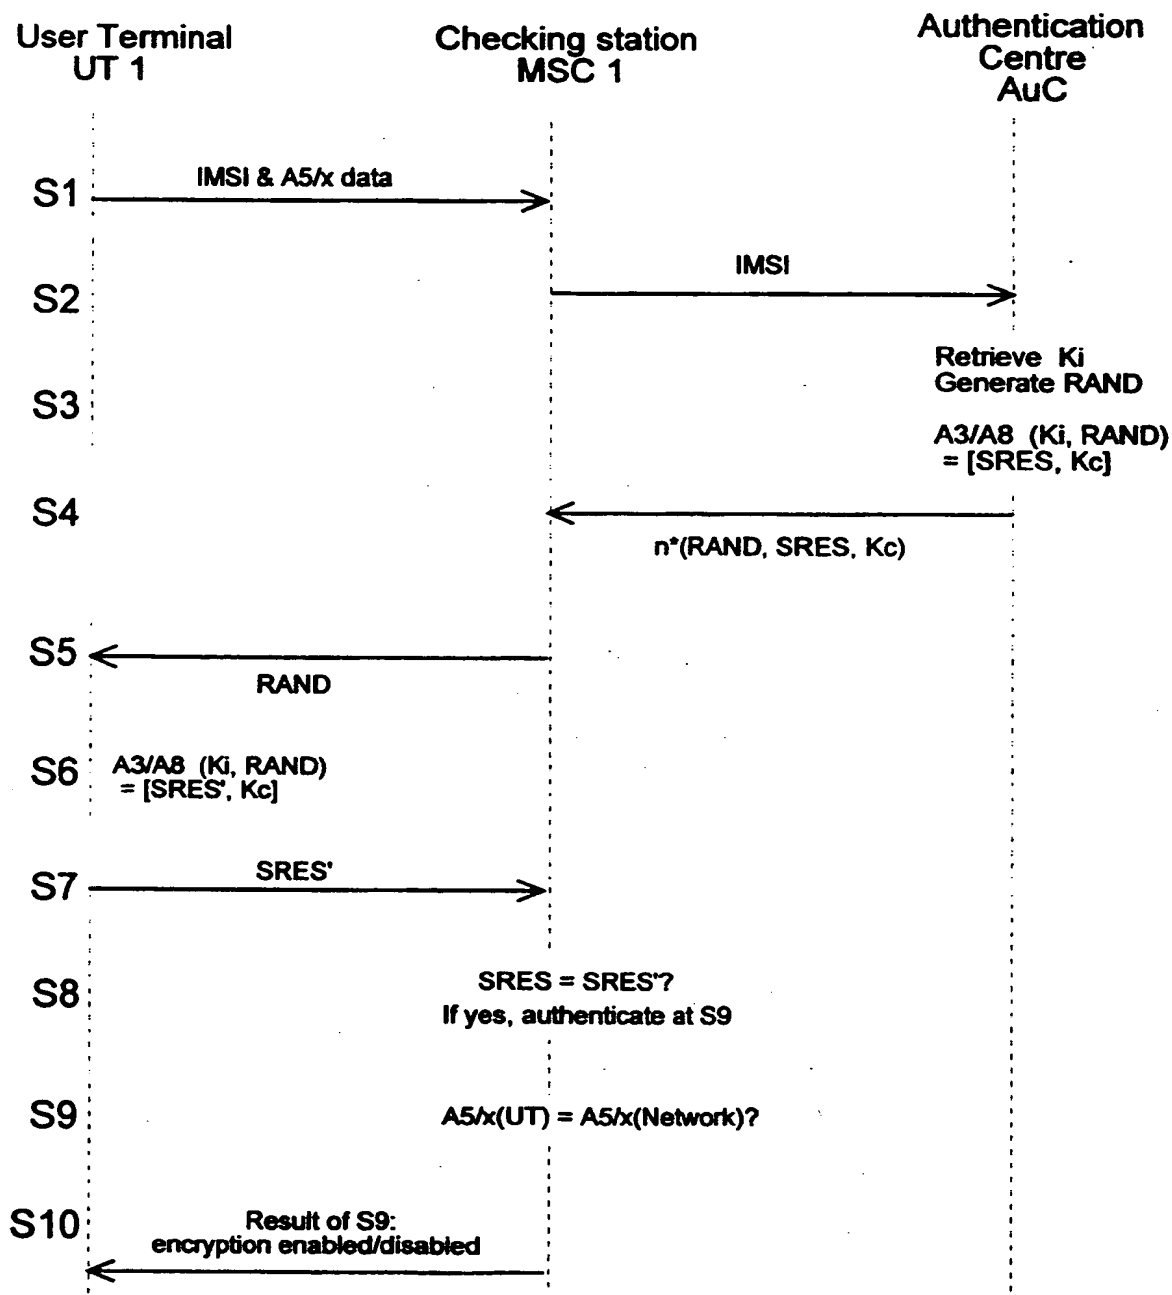 User Terminal
UT 1
Checking station
MSC 1
Authentication
Centre
AuC
S1
IMSI & A5/x data
S2
IMSI
S3
Retrieve Ki
Generate RAND
A3/A8 (Ki, RAND)
= [SRES, Kc]
S4
n*(RAND, SRES, Kc)
S5
RAND
S6
A3/A8 (Ki, RAND)
= [SRES', Kc]
S7
SRES'
S8
SRES = SRES'?
If yes, authenticate at S9
S9
A5/x(UT) = A5/x(Network)?
S10
Result of S9:
encryption enabled/disabled